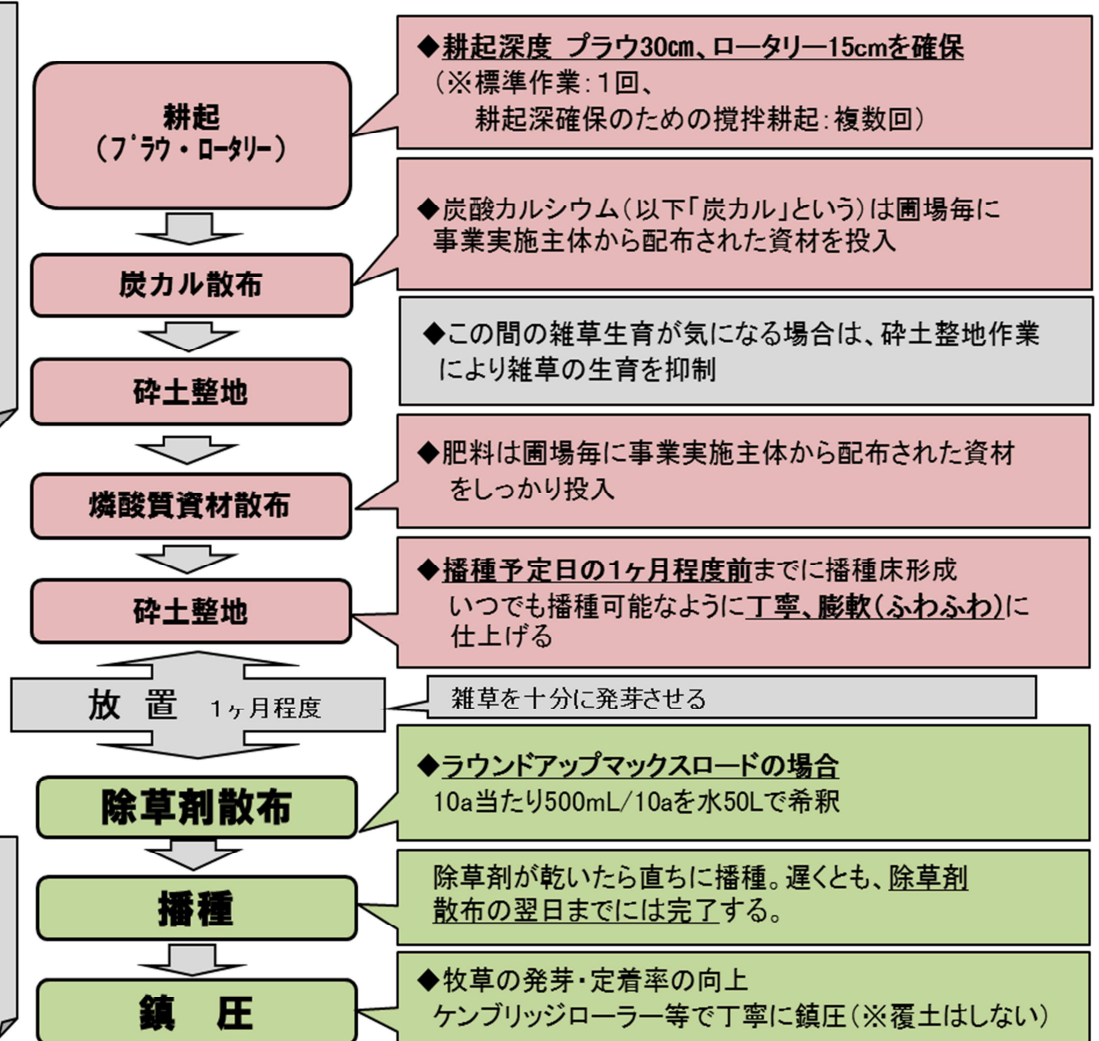 耕起
(プラウ・ロータリー)
◆耕起深度 プラウ30㎝、ロータリー15cmを確保
(※標準作業:1回、
耕起深確保のための撹拌耕起:複数回)
炭カル散布
◆炭酸カルシウム(以下「炭カル」という)は圃場毎に
事業実施主体から配布された資材を投入
◆この間の雑草生育が気になる場合は、砕土整地作業
により雑草の生育を抑制
砕土整地
燐酸質資材散布
◆肥料は圃場毎に事業実施主体から配布された資材
をしっかり投入
砕土整地
◆播種予定日の1ヶ月程度前までに播種床形成
いつでも播種可能なように丁寧、膨軟(ふわふわ)に
仕上げる
放 置 1ヶ月程度
雑草を十分に発芽させる
除草剤散布
◆ラウンドアップマックスロードの場合
10a当たり500mL/10aを水50Lで希釈
播種
除草剤が乾いたら直ちに播種。遅くとも、除草剤
散布の翌日までには完了する。
鎮 圧
◆牧草の発芽・定着率の向上
ケンブリッジローラー等で丁寧に鎮圧(※覆土はしない)